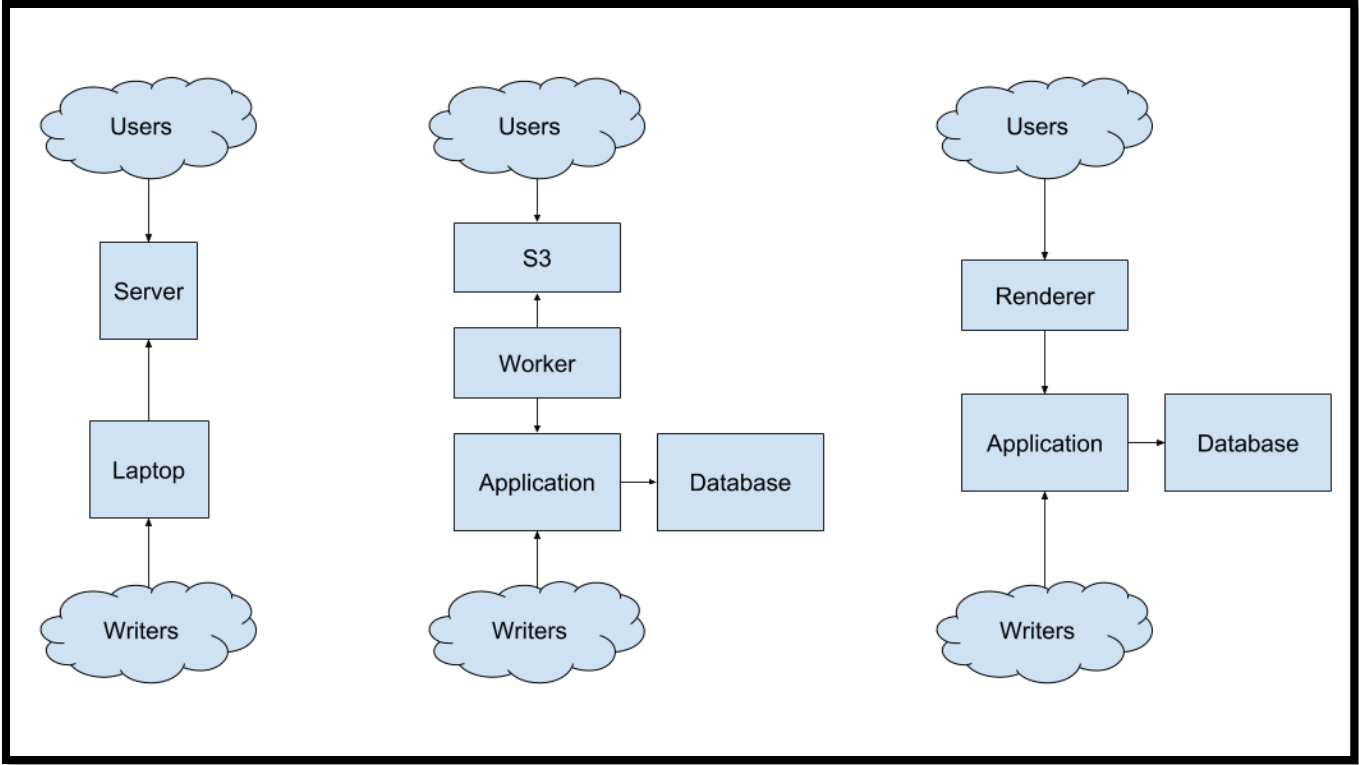 Users
Server
Laptop
Writers
Users
S3
Worker
Application
Database
Writers
Users
Renderer
Application
Database
Writers